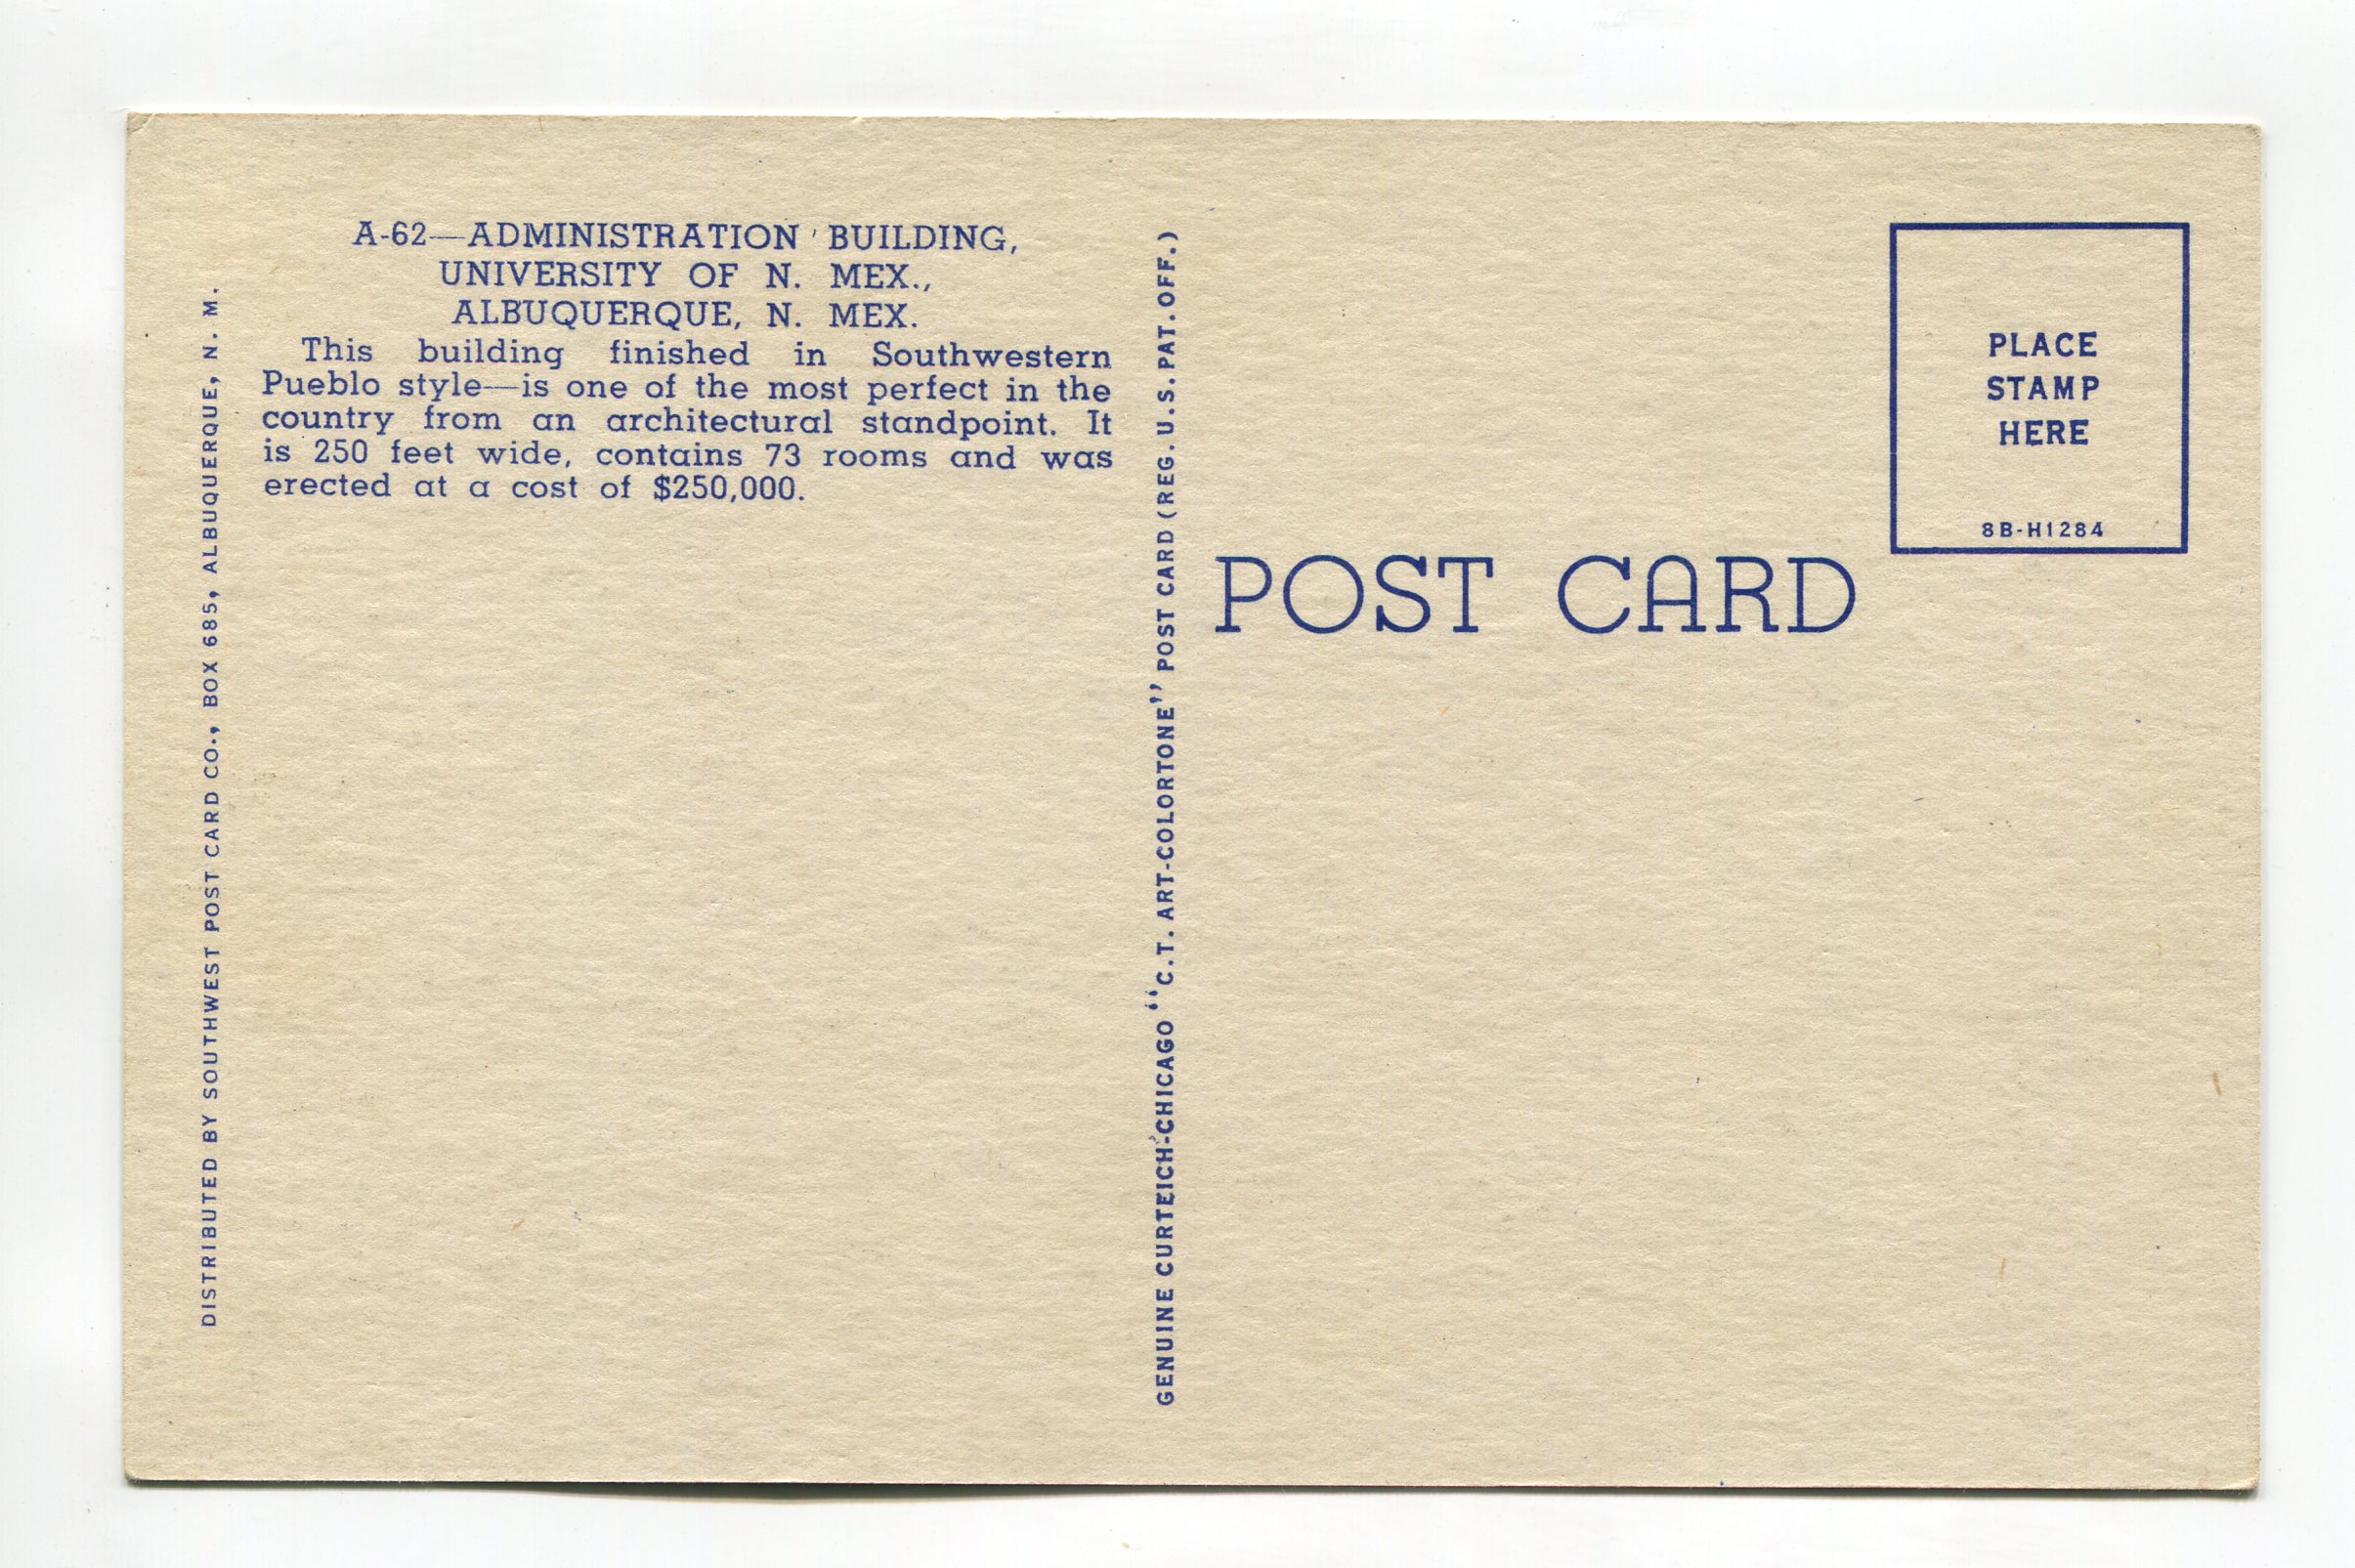 A-62—ADMINISTRATION BUILDING,
UNIVERSITY OF N. MEX.,
ALBUQUERQUE, N. MEX.
This building finished in Southwestern
Pueblo style—is one of the most perfect in the
country from an architectural standpoint. It
is 250 feet wide, contains 73 rooms and was
erected at a cost of $250,000.
DISTRIBUTED BY SOUTHWEST POST CARD CO., BOX 685, ALBUQUERQUE, N. M.
GENUINE CURTEICH-CHICAGO "C.T. ART-COLORTONE" POST CARD (REG. U.S. PAT. OFF.)
POST CARD
PLACE
STAMP
HERE
8B-H1284